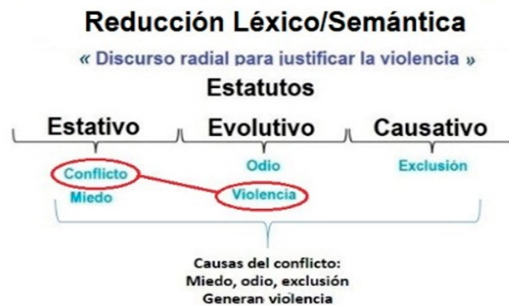 Reducción Léxico/Semántica
« Discurso radial para justificar la violencia »
Estatutos
Estativo Evolutivo Causativo
Conflicto Odio Exclusión
Miedo Violencia
Causas del conflicto:
Miedo, odio, exclusión
Generan violencia